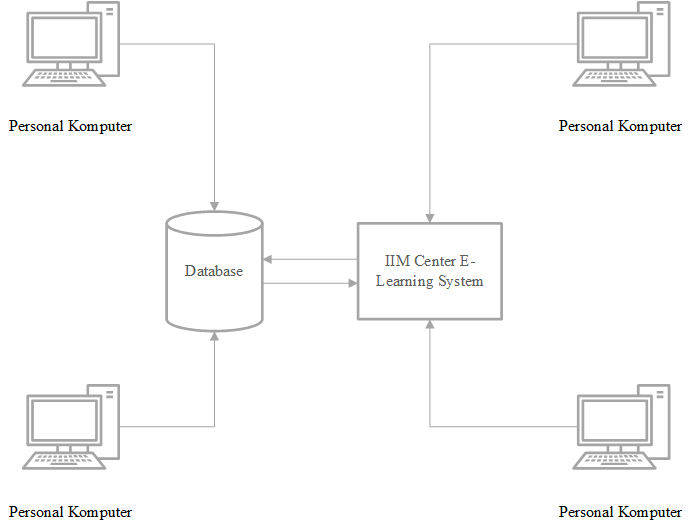 Personal Komputer
Personal Komputer
Database
IIM Center E-
Learning System
Personal Komputer
Personal Komputer